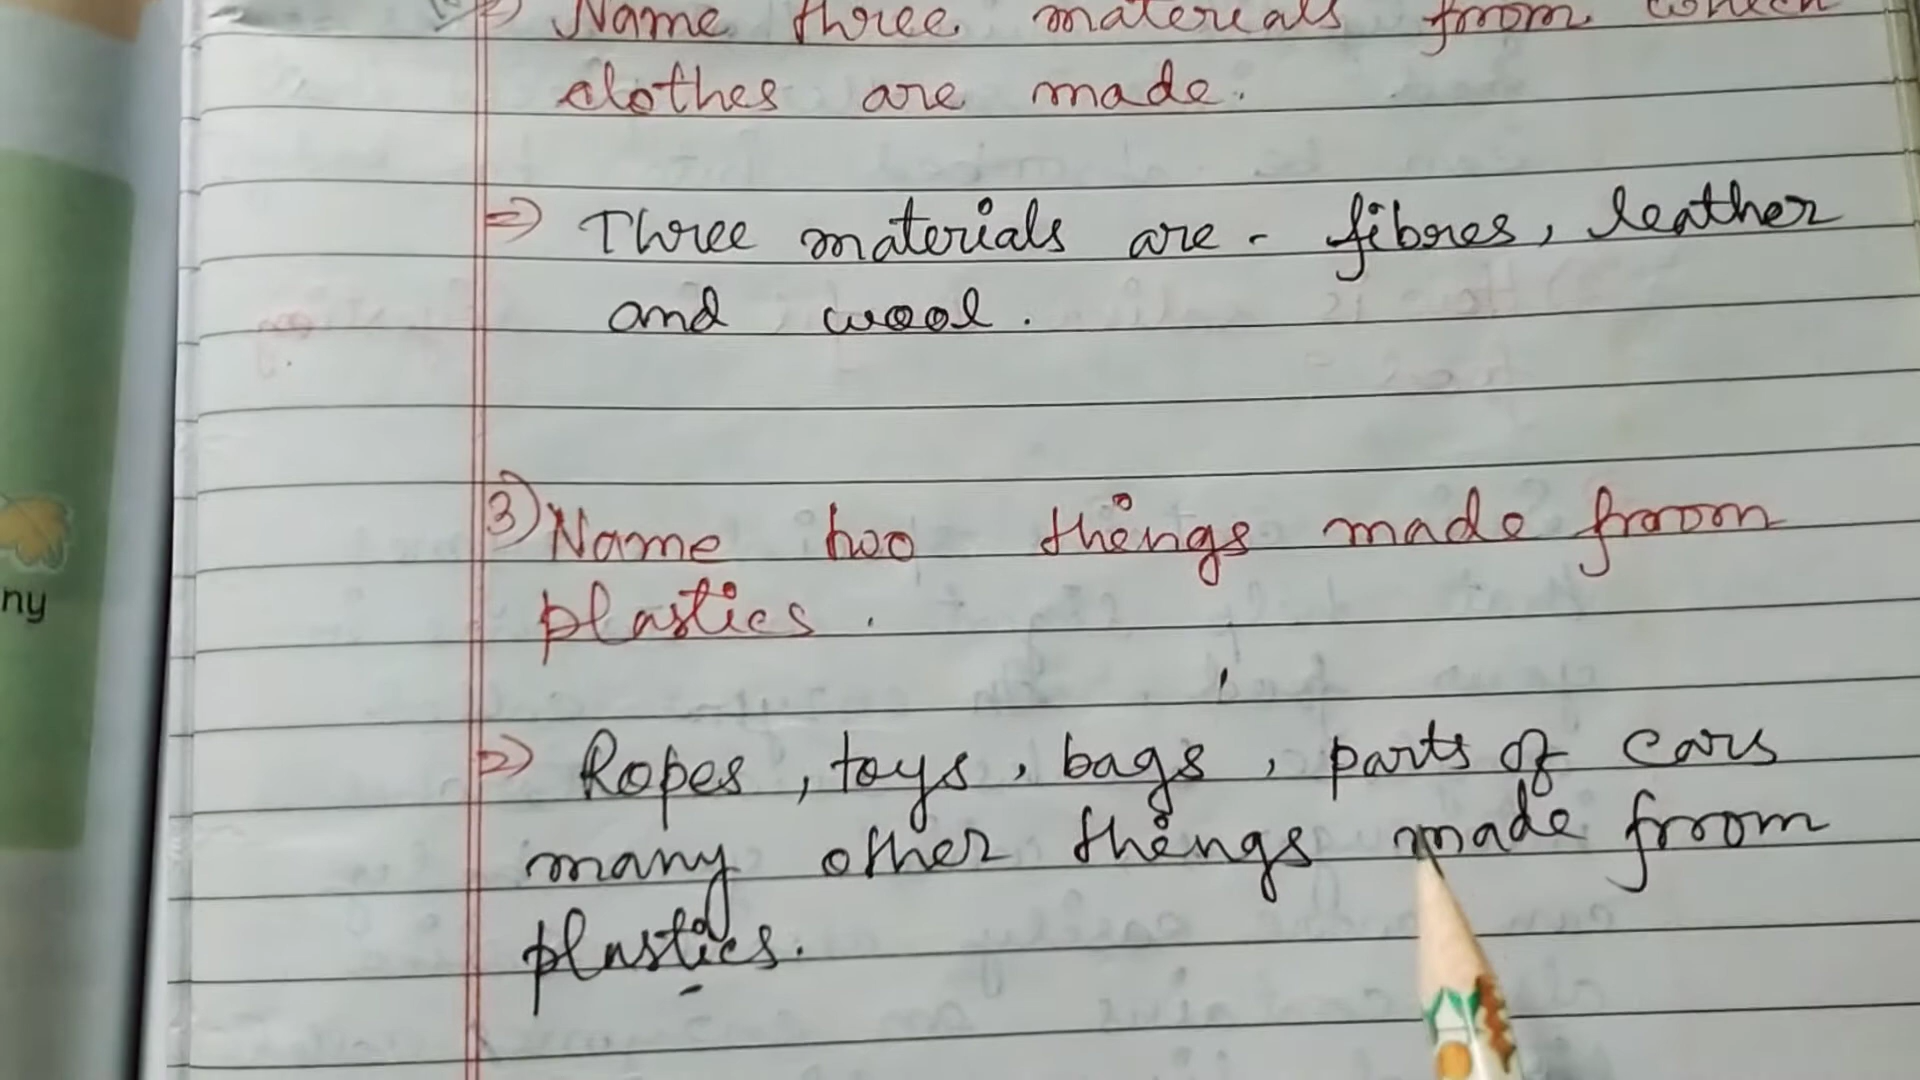 Name three materials from which
clothes are made.
⇒ Three materials are - fibres, leather
and wool.
3) Name two things made from
plastics.
⇒ Ropes, toys, bags, parts of cars
many other things made from
plastics.
ny